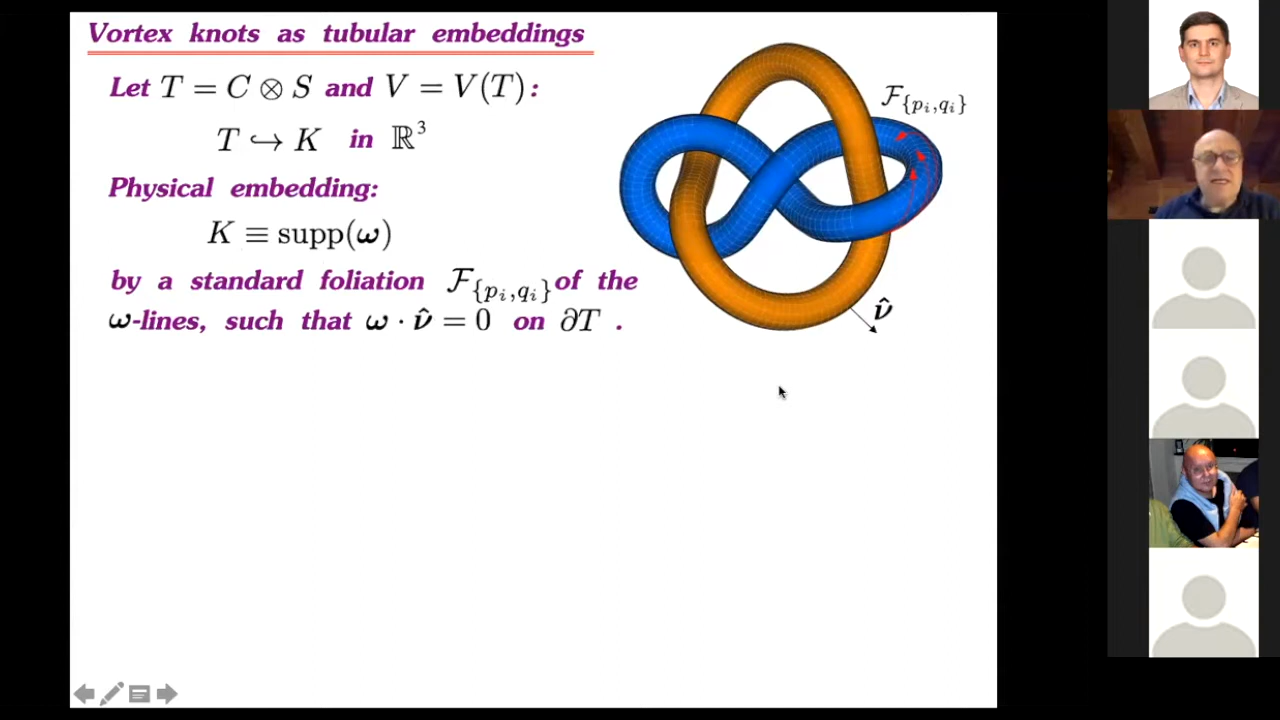 Vortex knots as tubular embeddings
Let T = C ⊗ S and V = V(T) :
T ↪ K in ℝ³
Physical embedding:
K ≡ supp(ω)
by a standard foliation ℱ_{p_i,q_i} of the
ω-lines, such that ω · ν̂ = 0 on ∂T .
ℱ_{p_i,q_i}
ν̂